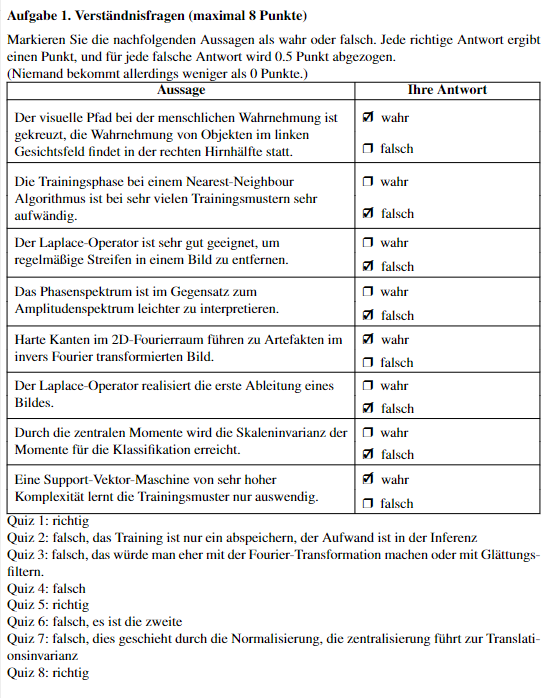 Aufgabe 1. Verständnisfragen (maximal 8 Punkte)
Markieren Sie die nachfolgenden Aussagen als wahr oder falsch. Jede richtige Antwort ergibt
einen Punkt, und für jede falsche Antwort wird 0.5 Punkt abgezogen.
(Niemand bekommt allerdings weniger als 0 Punkte.)
Aussage Ihre Antwort
Der visuelle Pfad bei der menschlichen Wahrnehmung ist
gekreuzt, die Wahrnehmung von Objekten im linken
Gesichtsfeld findet in der rechten Hirnhälfte statt.
☑ wahr
☐ falsch
Die Trainingsphase bei einem Nearest-Neighbour
Algorithmus ist bei sehr vielen Trainingsmustern sehr
aufwändig.
☐ wahr
☑ falsch
Der Laplace-Operator ist sehr gut geeignet, um
regelmäßige Streifen in einem Bild zu entfernen.
☐ wahr
☑ falsch
Das Phasenspektrum ist im Gegensatz zum
Amplitudenspektrum leichter zu interpretieren.
☐ wahr
☑ falsch
Harte Kanten im 2D-Fourierraum führen zu Artefakten im
invers Fourier transformierten Bild.
☑ wahr
☐ falsch
Der Laplace-Operator realisiert die erste Ableitung eines
Bildes.
☐ wahr
☑ falsch
Durch die zentralen Momente wird die Skaleninvarianz der
Momente für die Klassifikation erreicht.
☐ wahr
☑ falsch
Eine Support-Vektor-Maschine von sehr hoher
Komplexität lernt die Trainingsmuster nur auswendig.
☑ wahr
☐ falsch
Quiz 1: richtig
Quiz 2: falsch, das Training ist nur ein abspeichern, der Aufwand ist in der Inferenz
Quiz 3: falsch, das würde man eher mit der Fourier-Transformation machen oder mit Glättungs-
filtern.
Quiz 4: falsch
Quiz 5: richtig
Quiz 6: falsch, es ist die zweite
Quiz 7: falsch, dies geschieht durch die Normalisierung, die zentralisierung führt zur Translati-
onsinvarianz
Quiz 8: richtig